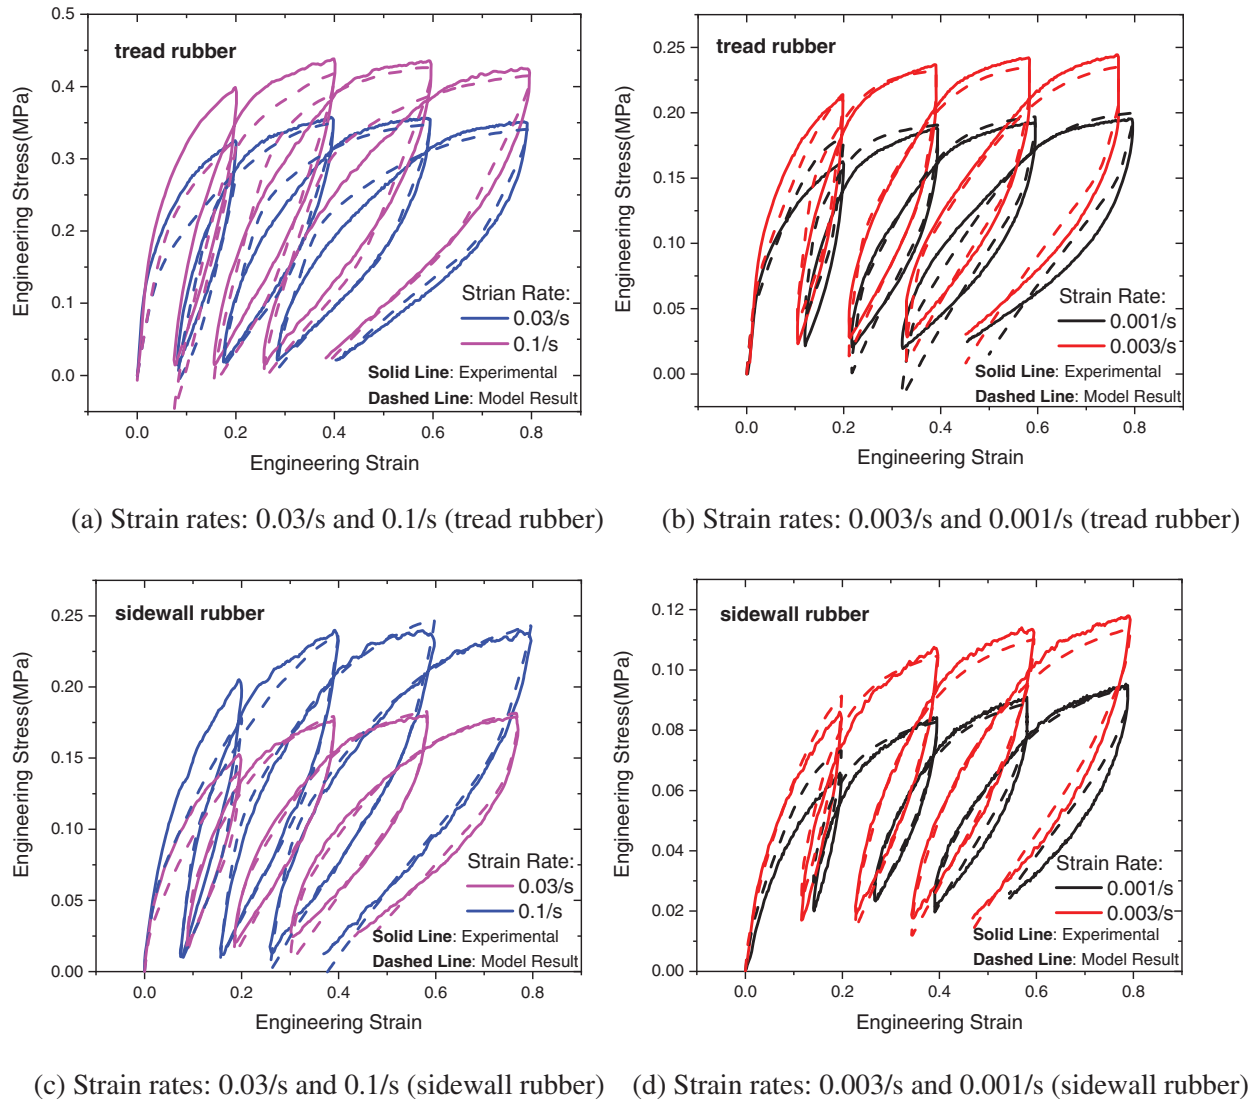 tread rubber
Engineering Stress(MPa)
0.5
0.4
0.3
0.2
0.1
0.0
0.0 0.2 0.4 0.6 0.8
Engineering Strain
Strian Rate:
0.03/s
0.1/s
Solid Line: Experimental
Dashed Line: Model Result
(a) Strain rates: 0.03/s and 0.1/s (tread rubber)
tread rubber
Engineering Stress(MPa)
0.25
0.20
0.15
0.10
0.05
0.00
0.0 0.2 0.4 0.6 0.8
Engineering Strain
Strain Rate:
0.001/s
0.003/s
Solid Line: Experimental
Dashed Line: Model Result
(b) Strain rates: 0.003/s and 0.001/s (tread rubber)
sidewall rubber
Engineering Stress(MPa)
0.25
0.20
0.15
0.10
0.05
0.00
0.0 0.2 0.4 0.6 0.8
Engineering Strain
Strain Rate:
0.03/s
0.1/s
Solid Line: Experimental
Dashed Line: Model Result
(c) Strain rates: 0.03/s and 0.1/s (sidewall rubber)
sidewall rubber
Engineering Stress(MPa)
0.12
0.10
0.08
0.06
0.04
0.02
0.00
0.0 0.2 0.4 0.6 0.8
Engineering Strain
Strain Rate:
0.001/s
0.003/s
Solid Line: Experimental
Dashed Line: Model Result
(d) Strain rates: 0.003/s and 0.001/s (sidewall rubber)